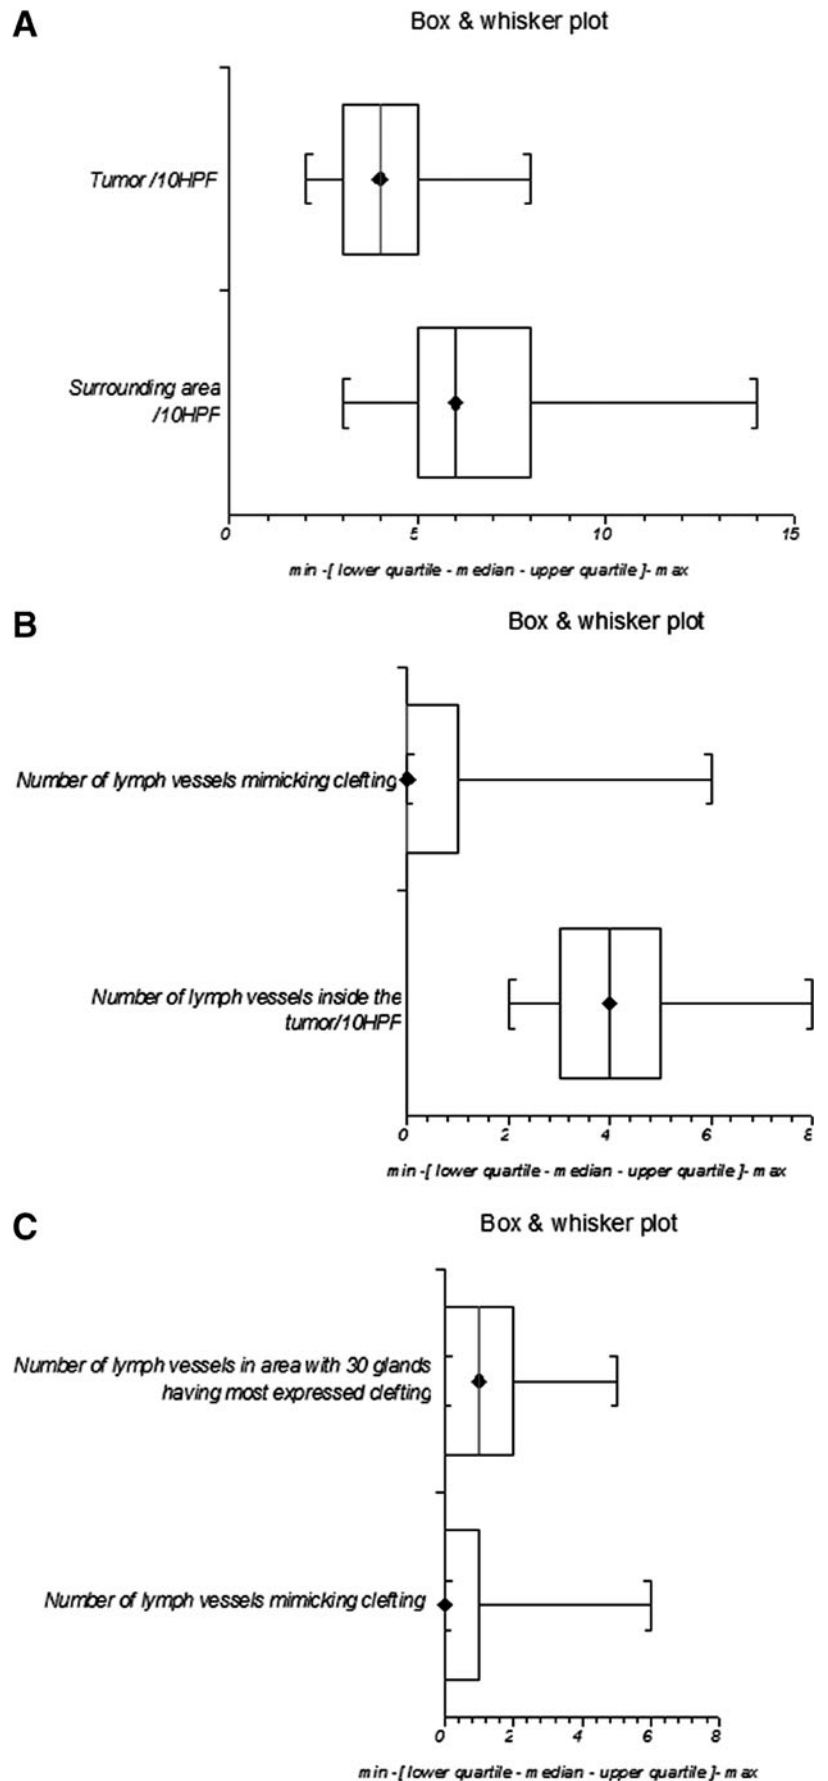 A
Box & whisker plot
Tumor /10HPF
Surrounding area
/10HPF
0 5 10 15
min -[ lower quartile - median - upper quartile ]- max
B
Box & whisker plot
Number of lymph vessels mimicking clefting
Number of lymph vessels inside the
tumor/10HPF
0 2 4 6 8
min -[ lower quartile - median - upper quartile ]- max
C
Box & whisker plot
Number of lymph vessels in area with 30 glands
having most expressed clefting
Number of lymph vessels mimicking clefting
0 2 4 6 8
min -[ lower quartile - median - upper quartile ]- max